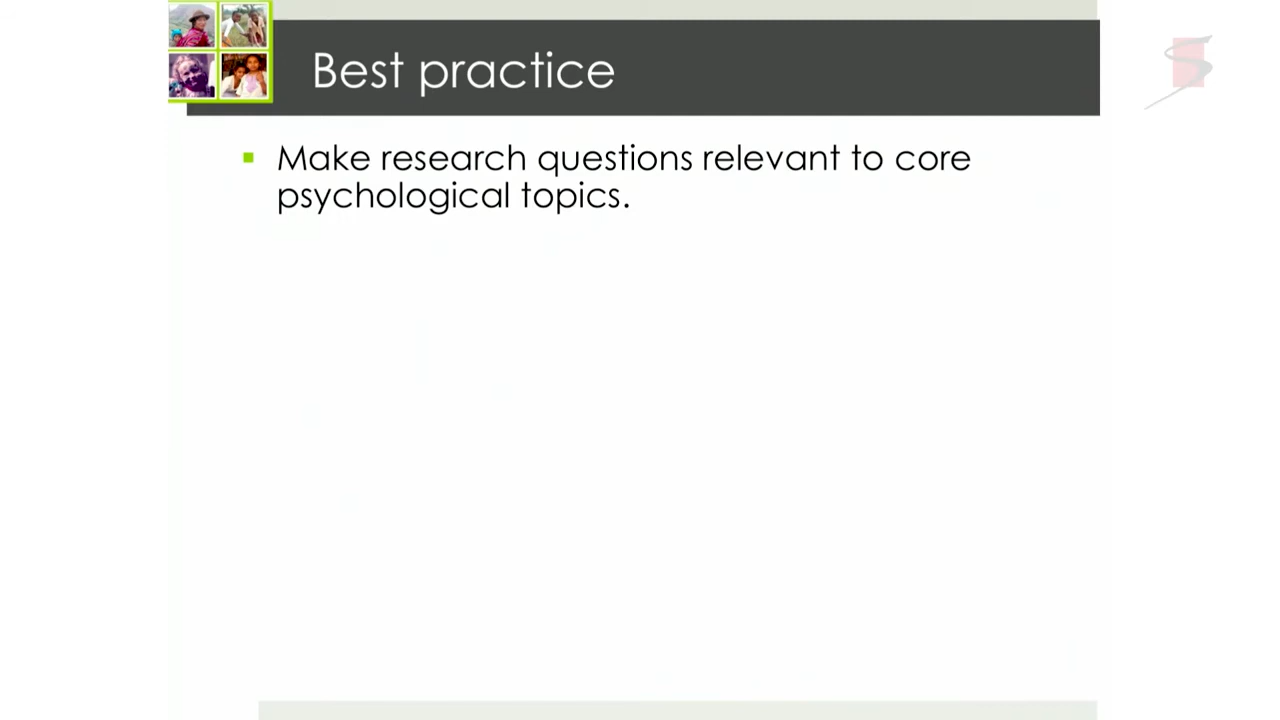 Best practice
Make research questions relevant to core
psychological topics.